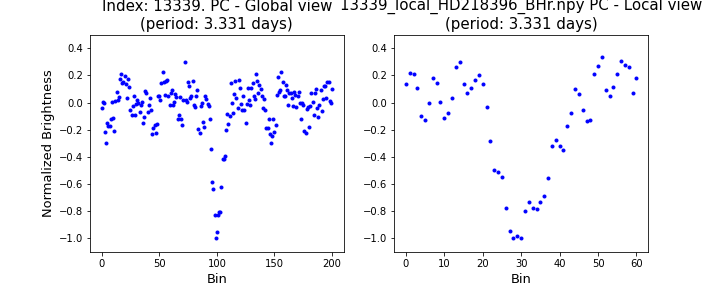 Index: 13339. PC - Global view
(period: 3.331 days)
13339_local_HD218396_BHr.npy PC - Local view
(period: 3.331 days)
Normalized Brightness
0.4
0.2
0.0
−0.2
−0.4
−0.6
−0.8
−1.0
0 50 100 150 200
Bin
0.4
0.2
0.0
−0.2
−0.4
−0.6
−0.8
−1.0
0 10 20 30 40 50 60
Bin